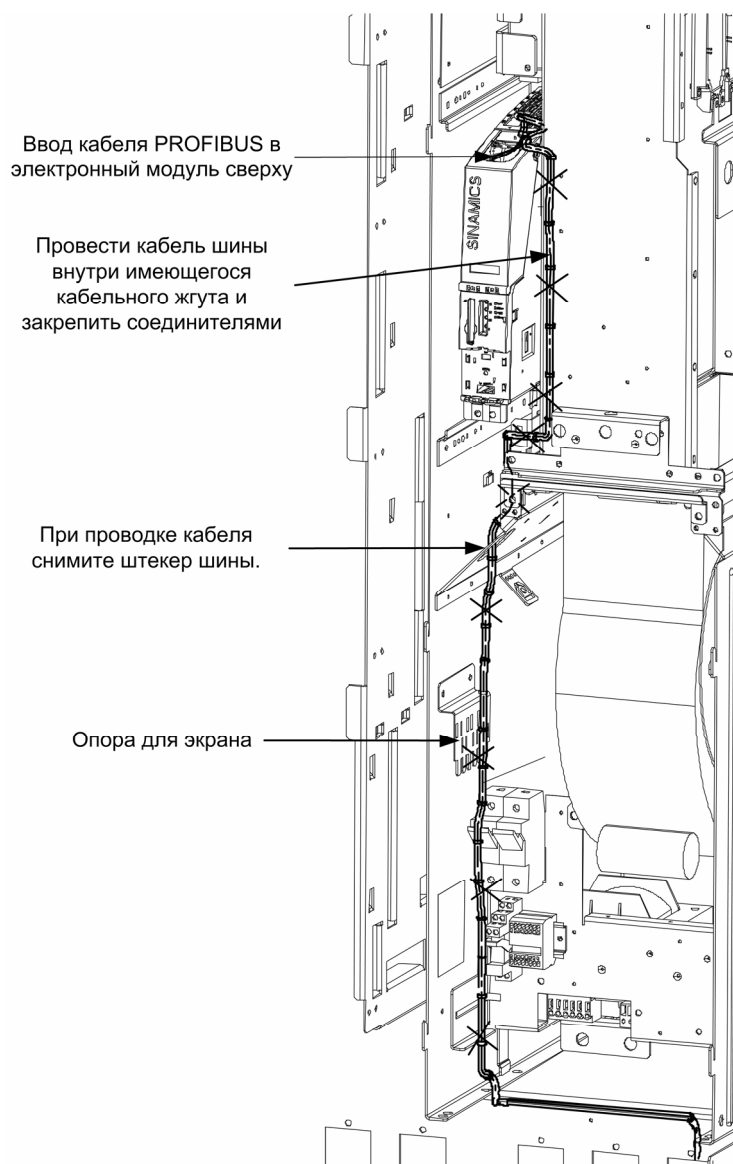 Ввод кабеля PROFIBUS в
электронный модуль сверху
SINAMICS
Провести кабель шины
внутри имеющегося
кабельного жгута и
закрепить соединителями
При проводке кабеля
снимите штекер шины.
Опора для экрана